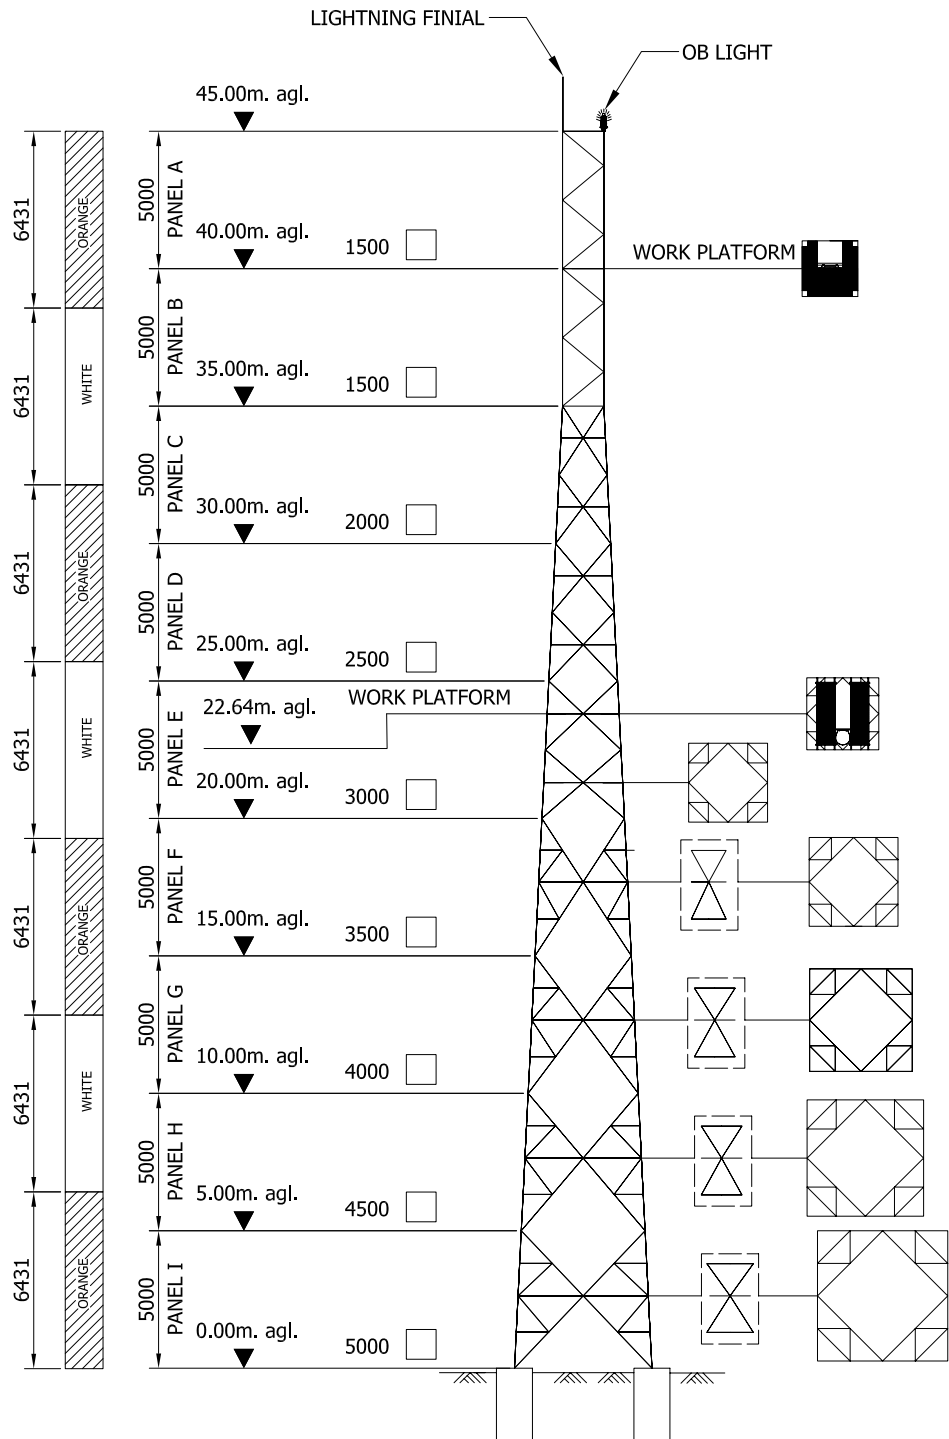 LIGHTNING FINIAL
OB LIGHT
45.00m. agl.
6431
ORANGE
5000
PANEL A
40.00m. agl.
1500
WORK PLATFORM
6431
WHITE
5000
PANEL B
35.00m. agl.
1500
6431
ORANGE
5000
PANEL C
30.00m. agl.
2000
5000
PANEL D
25.00m. agl.
2500
6431
WHITE
5000
PANEL E
22.64m. agl.
WORK PLATFORM
20.00m. agl.
3000
6431
ORANGE
5000
PANEL F
15.00m. agl.
3500
6431
WHITE
5000
PANEL G
10.00m. agl.
4000
5000
PANEL H
5.00m. agl.
4500
6431
ORANGE
5000
PANEL I
0.00m. agl.
5000